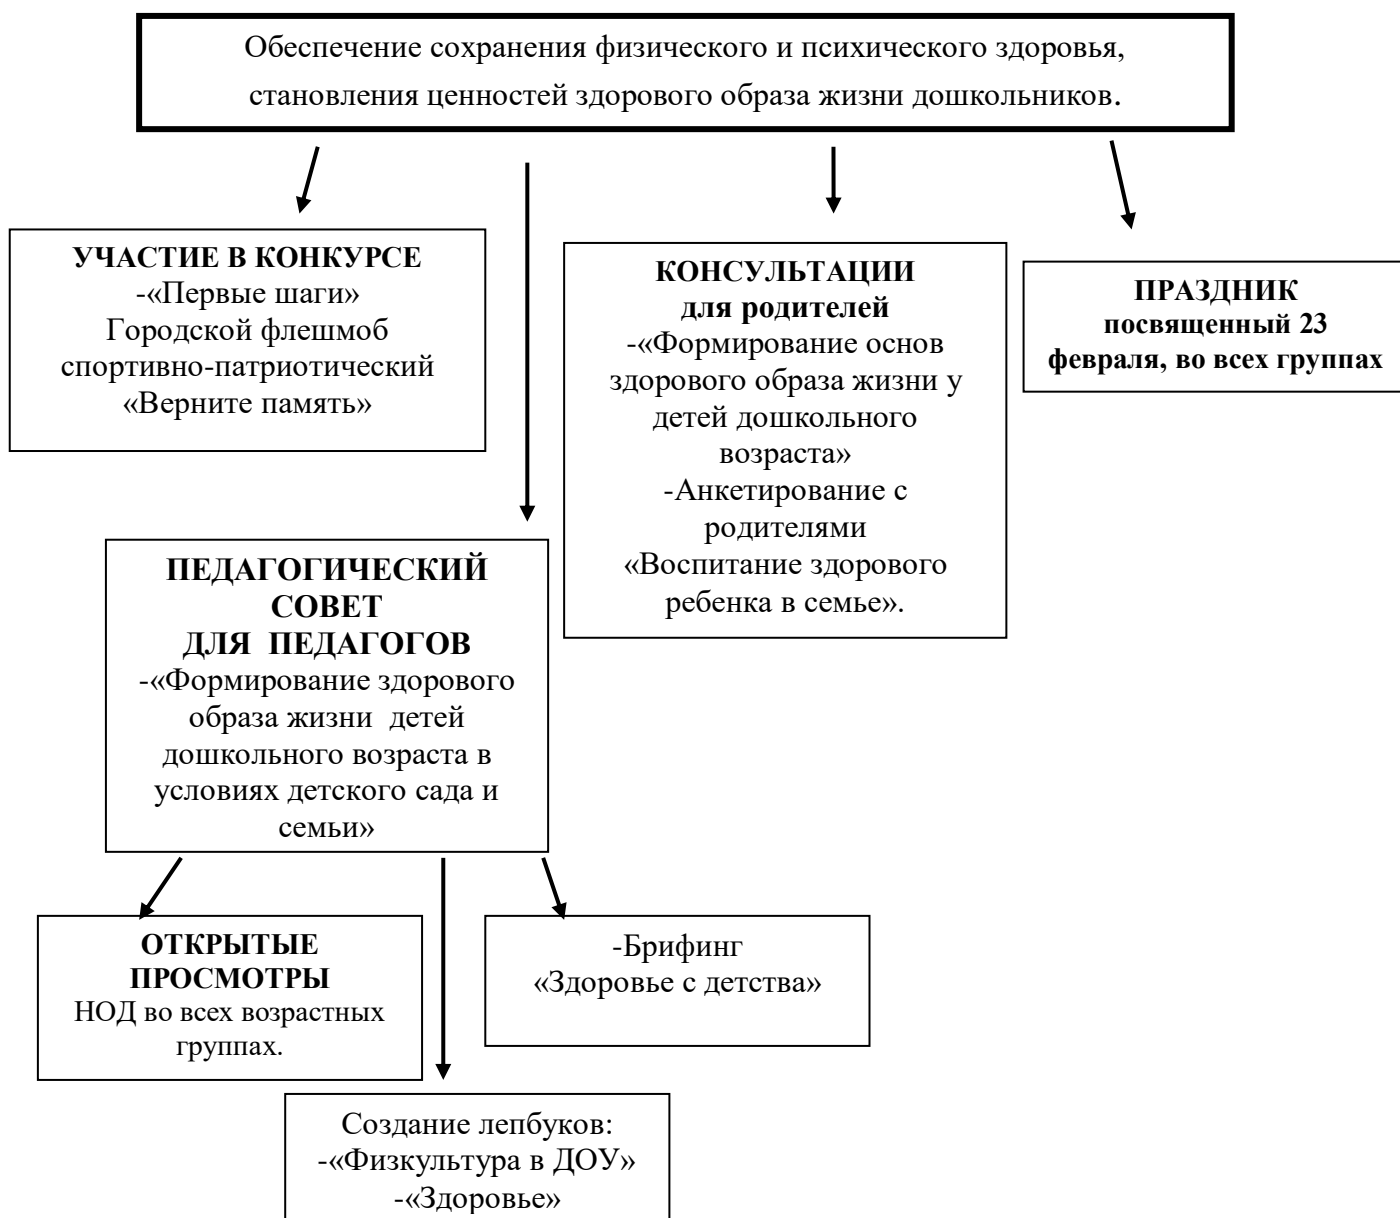 Обеспечение сохранения физического и психического здоровья,
становления ценностей здорового образа жизни дошкольников.
УЧАСТИЕ В КОНКУРСЕ
-«Первые шаги»
Городской флешмоб
спортивно-патриотический
«Верните память»
КОНСУЛЬТАЦИИ
для родителей
-«Формирование основ
здорового образа жизни у
детей дошкольного
возраста»
-Анкетирование с
родителями
«Воспитание здорового
ребенка в семье».
ПРАЗДНИК
посвященный 23
февраля, во всех группах
ПЕДАГОГИЧЕСКИЙ
СОВЕТ
ДЛЯ ПЕДАГОГОВ
-«Формирование здорового
образа жизни детей
дошкольного возраста в
условиях детского сада и
семьи»
ОТКРЫТЫЕ
ПРОСМОТРЫ
НОД во всех возрастных
группах.
-Брифинг
«Здоровье с детства»
Создание лепбуков:
-«Физкультура в ДОУ»
-«Здоровье»